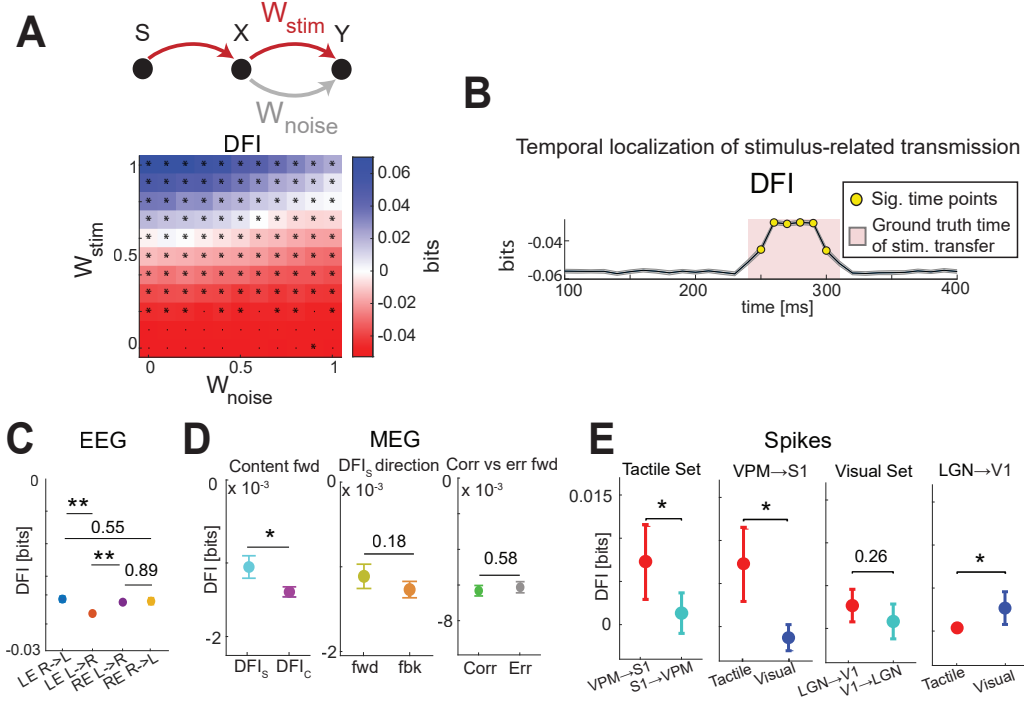 A
S X Y
W stim
W noise
DFI
1
0.5
0
W stim
0 0.5 1
W noise
0.06
0.04
0.02
0
-0.02
-0.04
bits
B
Temporal localization of stimulus-related transmission
DFI
Sig. time points
Ground truth time
of stim. transfer
bits
-0.04
-0.06
100 200 300 400
time [ms]
C
EEG
0
-0.03
DFI [bits]
**
0.55
**
0.89
LE R->L
LE L->R
RE L->R
RE R->L
D
MEG
Content fwd
0
x 10⁻³
DFI [bits]
-2
*
DFI_S DFI_C
DFI_S direction
0
x 10⁻³
-2
0.18
fwd fbk
Corr vs err fwd
0
x 10⁻³
-8
0.58
Corr Err
E
Spikes
Tactile Set
0.015
0
DFI [bits]
*
VPM→S1
S1→VPM
VPM→S1
*
Tactile
Visual
Visual Set
0.26
LGN→V1
V1→LGN
LGN→V1
*
Tactile
Visual